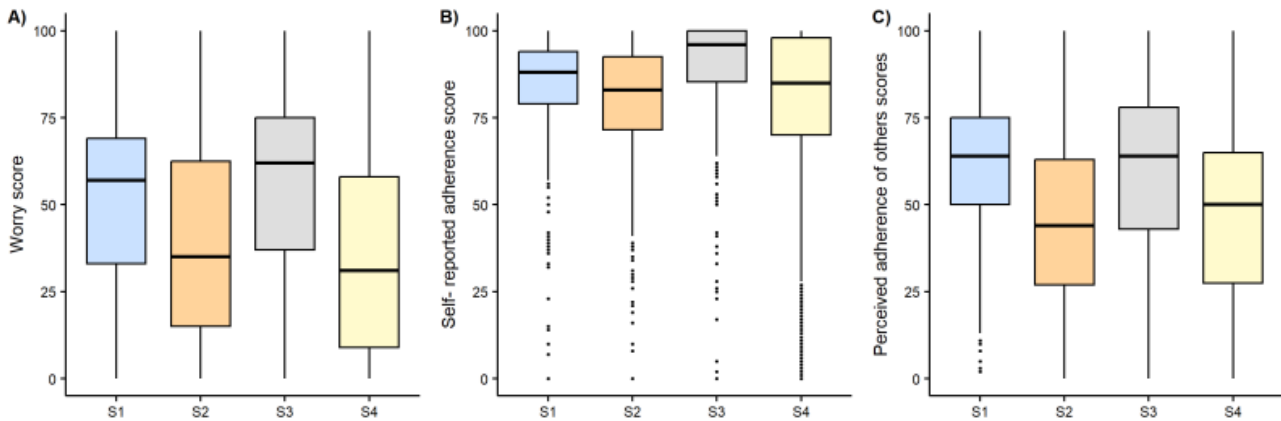 A)
Worry score
100
75
50
25
0
S1 S2 S3 S4
B)
Self- reported adherence score
100
75
50
25
0
S1 S2 S3 S4
C)
Perceived adherence of others scores
100
75
50
25
0
S1 S2 S3 S4